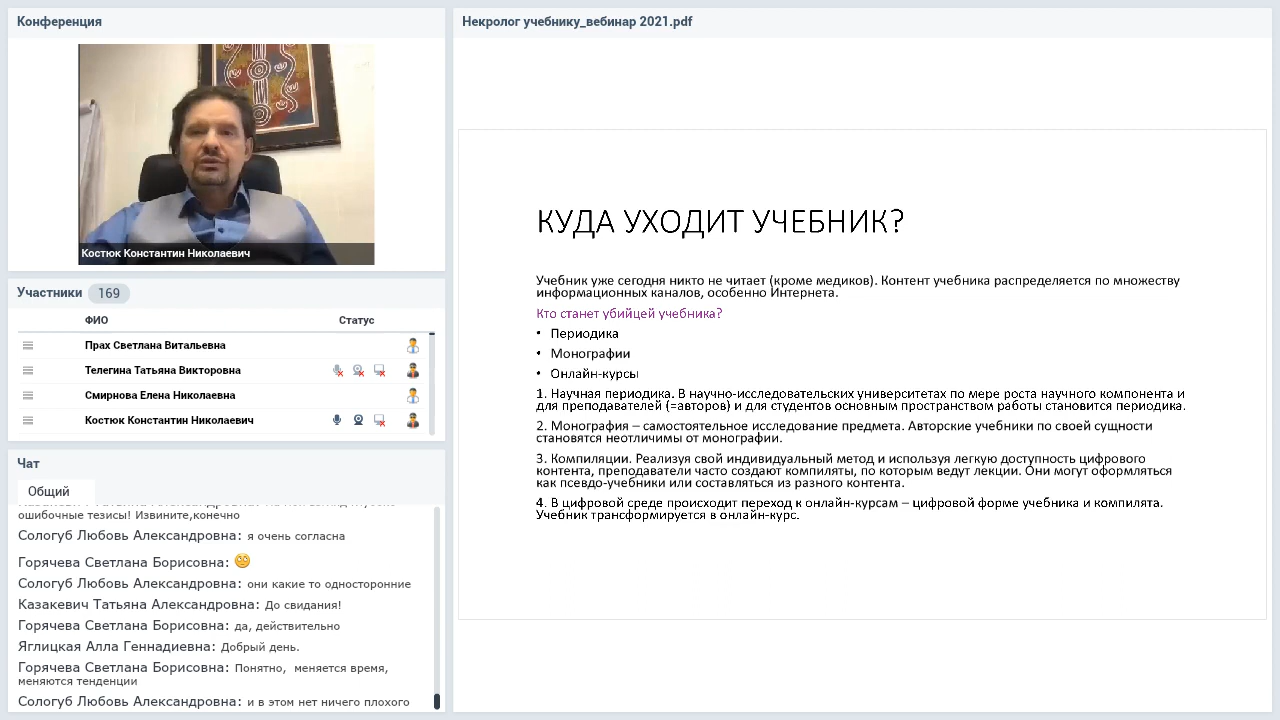 Конференция
Костюк Константин Николаевич
Участники 169
ФИО Статус
Прах Светлана Витальевна
Телегина Татьяна Викторовна
Смирнова Елена Николаевна
Костюк Константин Николаевич
Чат
Общий
ошибочные тезисы! Извините,конечно
Сологуб Любовь Александровна: я очень согласна
Горячева Светлана Борисовна:
Сологуб Любовь Александровна: они какие то односторонние
Казакевич Татьяна Александровна: До свидания!
Горячева Светлана Борисовна: да, действительно
Яглицкая Алла Геннадиевна: Добрый день.
Горячева Светлана Борисовна: Понятно, меняется время,
меняются тенденции
Сологуб Любовь Александровна: и в этом нет ничего плохого
Некролог учебнику_вебинар 2021.pdf
КУДА УХОДИТ УЧЕБНИК?
Учебник уже сегодня никто не читает (кроме медиков). Контент учебника распределяется по множеству
информационных каналов, особенно Интернета.
Кто станет убийцей учебника?
• Периодика
• Монографии
• Онлайн-курсы
1. Научная периодика. В научно-исследовательских университетах по мере роста научного компонента и
для преподавателей (=авторов) и для студентов основным пространством работы становится периодика.
2. Монография – самостоятельное исследование предмета. Авторские учебники по своей сущности
становятся неотличимы от монографии.
3. Компиляции. Реализуя свой индивидуальный метод и используя легкую доступность цифрового
контента, преподаватели часто создают компиляты, по которым ведут лекции. Они могут оформляться
как псевдо-учебники или составляться из разного контента.
4. В цифровой среде происходит переход к онлайн-курсам – цифровой форме учебника и компилята.
Учебник трансформируется в онлайн-курс.